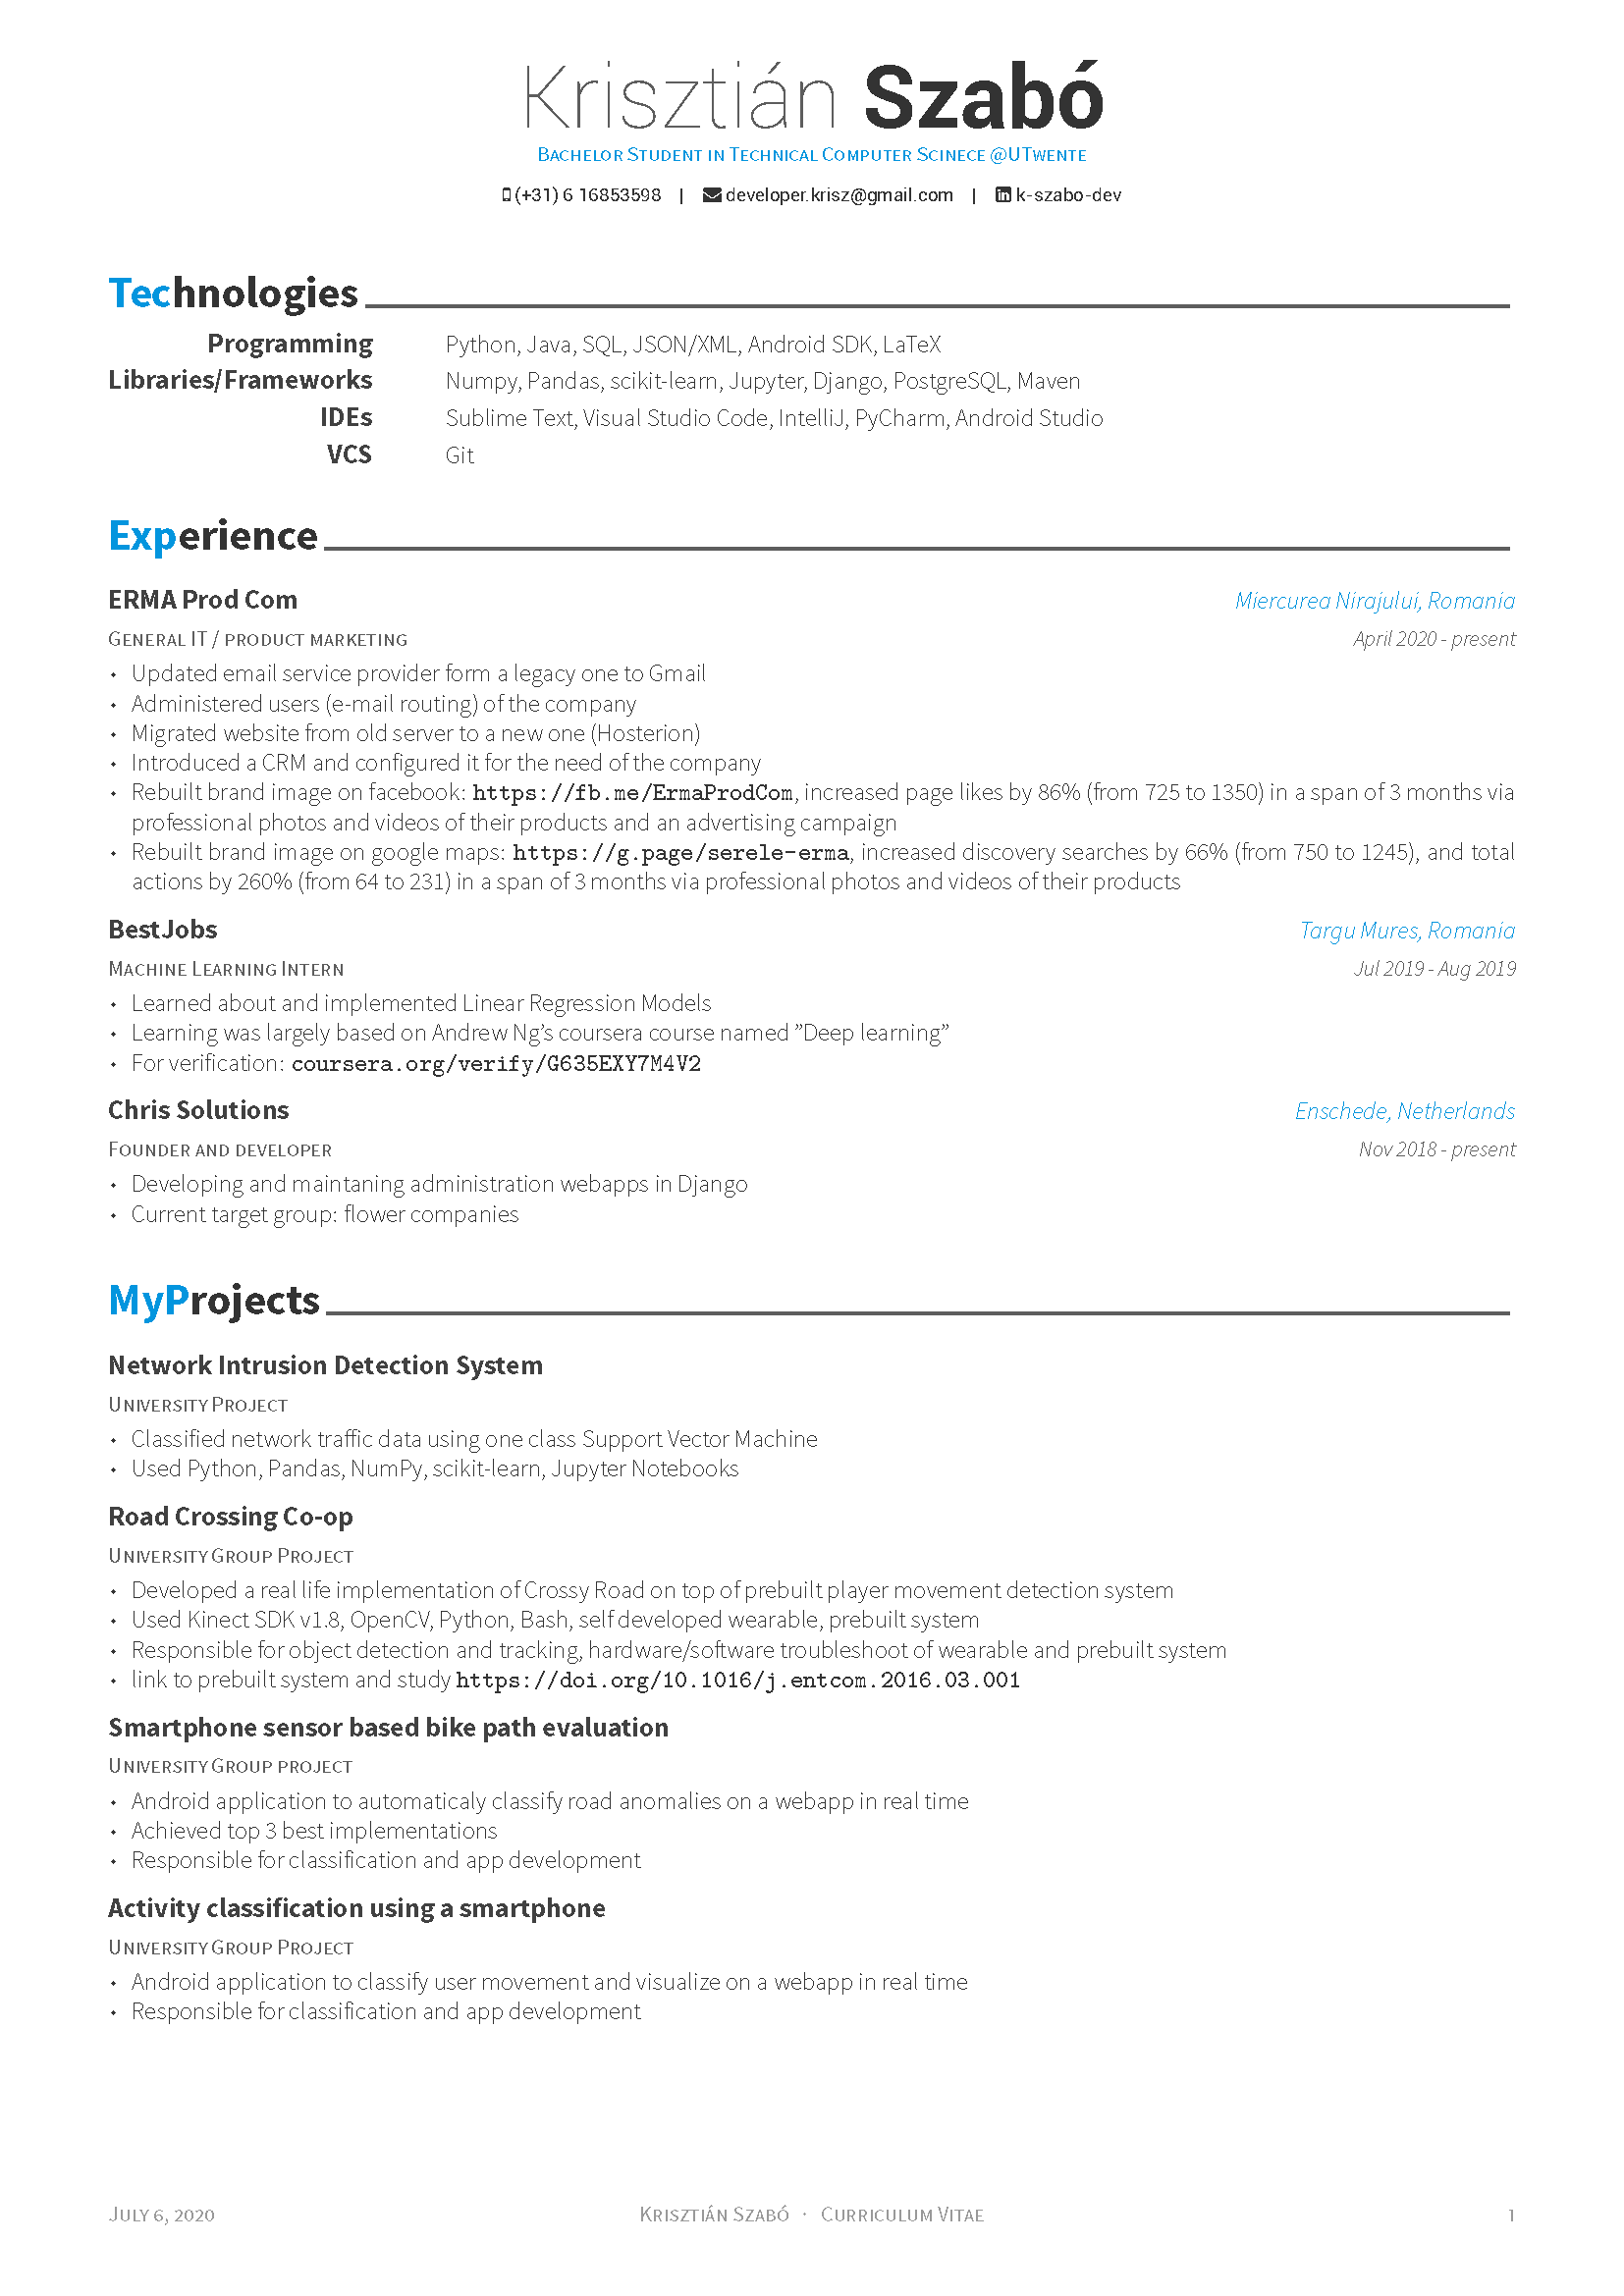 Krisztián Szabó
Bachelor Student in Technical Computer Scinece @UTwente
(+31) 6 16853598 | developer.krisz@gmail.com | k-szabo-dev
Technologies
Programming Python, Java, SQL, JSON/XML, Android SDK, LaTeX
Libraries/Frameworks Numpy, Pandas, scikit-learn, Jupyter, Django, PostgreSQL, Maven
IDEs Sublime Text, Visual Studio Code, IntelliJ, PyCharm, Android Studio
VCS Git
Experience
ERMA Prod Com Miercurea Nirajului, Romania
General IT / product marketing April 2020 - present
• Updated email service provider form a legacy one to Gmail
• Administered users (e-mail routing) of the company
• Migrated website from old server to a new one (Hosterion)
• Introduced a CRM and configured it for the need of the company
• Rebuilt brand image on facebook: https://fb.me/ErmaProdCom, increased page likes by 86% (from 725 to 1350) in a span of 3 months via
professional photos and videos of their products and an advertising campaign
• Rebuilt brand image on google maps: https://g.page/serele-erma, increased discovery searches by 66% (from 750 to 1245), and total
actions by 260% (from 64 to 231) in a span of 3 months via professional photos and videos of their products
BestJobs Targu Mures, Romania
Machine Learning Intern Jul 2019 - Aug 2019
• Learned about and implemented Linear Regression Models
• Learning was largely based on Andrew Ng’s coursera course named ”Deep learning”
• For verification: coursera.org/verify/G635EXY7M4V2
Chris Solutions Enschede, Netherlands
Founder and developer Nov 2018 - present
• Developing and maintaning administration webapps in Django
• Current target group: flower companies
MyProjects
Network Intrusion Detection System
University Project
• Classified network traffic data using one class Support Vector Machine
• Used Python, Pandas, NumPy, scikit-learn, Jupyter Notebooks
Road Crossing Co-op
University Group Project
• Developed a real life implementation of Crossy Road on top of prebuilt player movement detection system
• Used Kinect SDK v1.8, OpenCV, Python, Bash, self developed wearable, prebuilt system
• Responsible for object detection and tracking, hardware/software troubleshoot of wearable and prebuilt system
• link to prebuilt system and study https://doi.org/10.1016/j.entcom.2016.03.001
Smartphone sensor based bike path evaluation
University Group project
• Android application to automaticaly classify road anomalies on a webapp in real time
• Achieved top 3 best implementations
• Responsible for classification and app development
Activity classification using a smartphone
University Group Project
• Android application to classify user movement and visualize on a webapp in real time
• Responsible for classification and app development
July 6, 2020 Krisztián Szabó · Curriculum Vitae 1